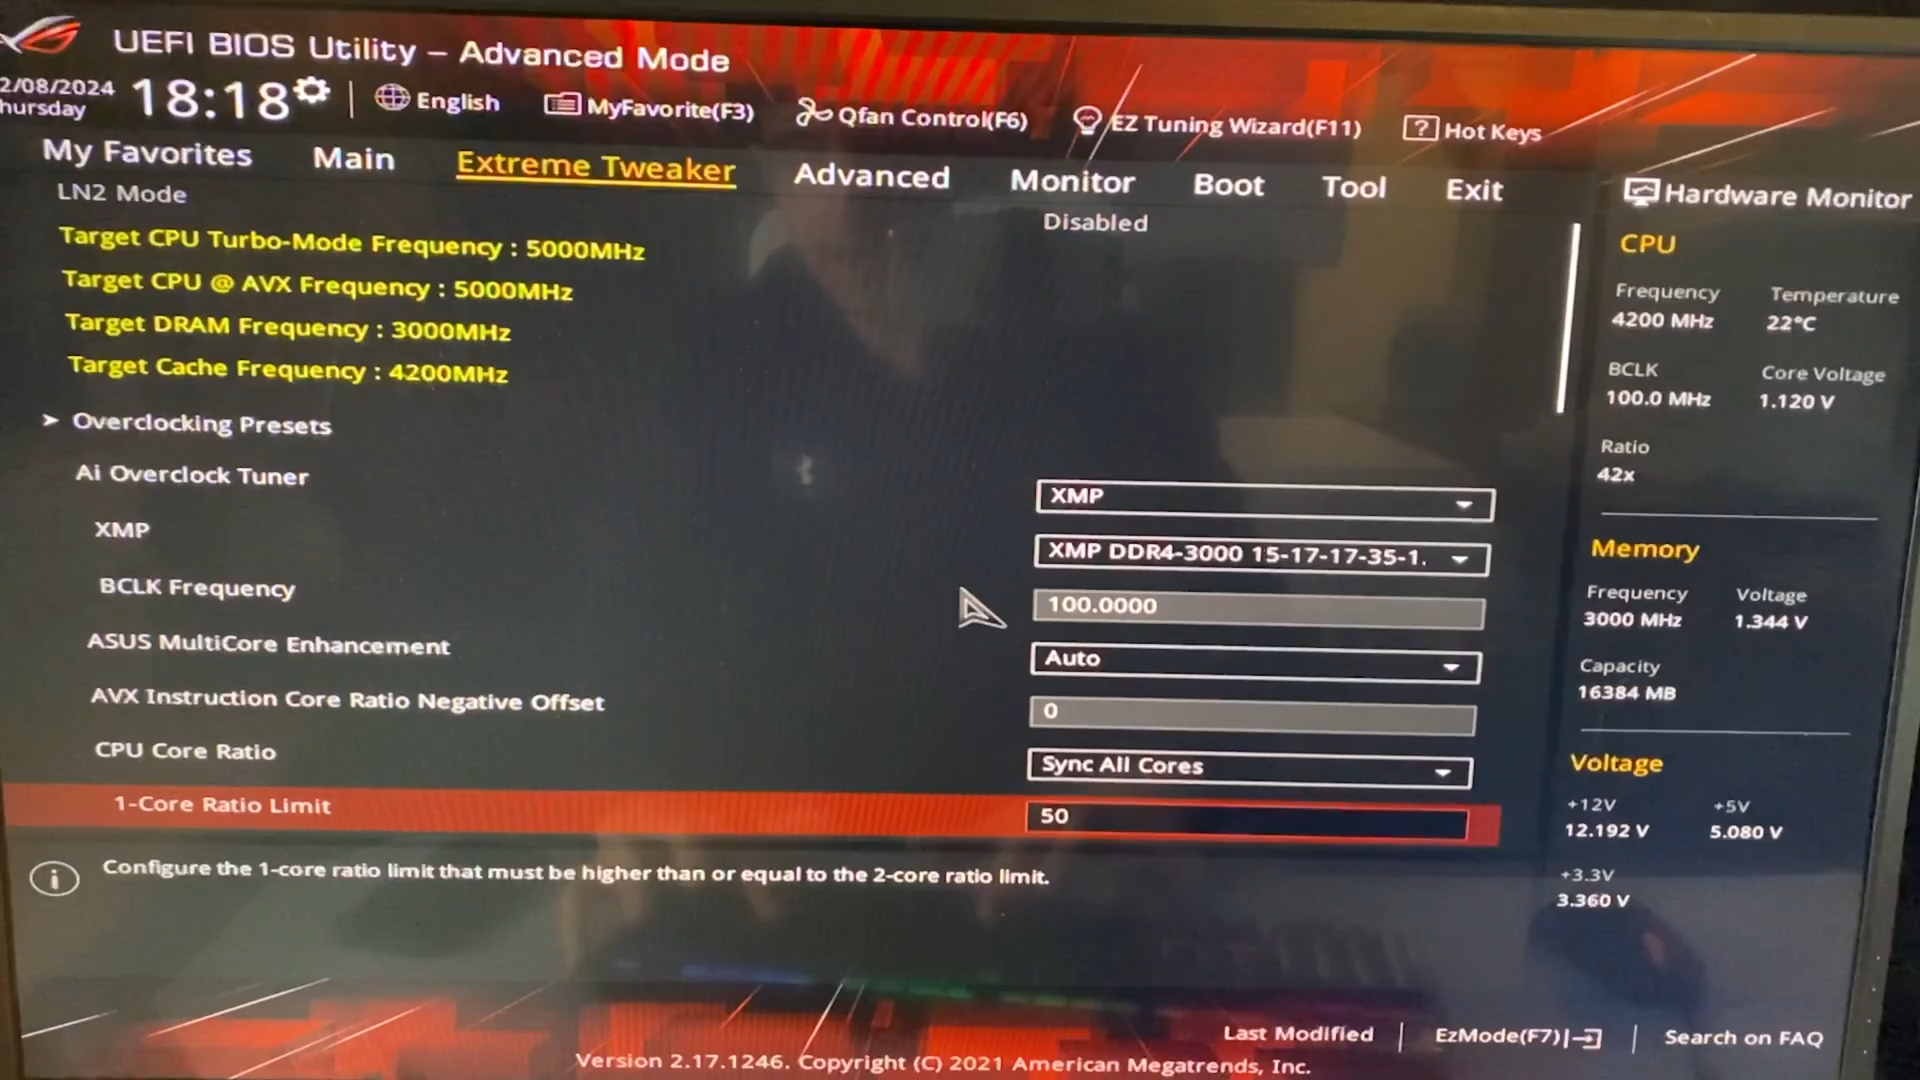 UEFI BIOS Utility – Advanced Mode
2/08/2024
hursday
18:18
English
MyFavorite(F3)
Qfan Control(F6)
EZ Tuning Wizard(F11)
? Hot Keys
My Favorites
Main
Extreme Tweaker
Advanced
Monitor
Boot
Tool
Exit
LN2 Mode
Disabled
Target CPU Turbo-Mode Frequency : 5000MHz
Target CPU @ AVX Frequency : 5000MHz
Target DRAM Frequency : 3000MHz
Target Cache Frequency : 4200MHz
Overclocking Presets
Ai Overclock Tuner
XMP
XMP
XMP DDR4-3000 15-17-17-35-1.
BCLK Frequency
100.0000
ASUS MultiCore Enhancement
Auto
AVX Instruction Core Ratio Negative Offset
0
CPU Core Ratio
Sync All Cores
1-Core Ratio Limit
50
i
Configure the 1-core ratio limit that must be higher than or equal to the 2-core ratio limit.
Hardware Monitor
CPU
Frequency
Temperature
4200 MHz
22°C
BCLK
Core Voltage
100.0 MHz
1.120 V
Ratio
42x
Memory
Frequency
Voltage
3000 MHz
1.344 V
Capacity
16384 MB
Voltage
+12V
+5V
12.192 V
5.080 V
+3.3V
3.360 V
Last Modified
EzMode(F7)
Search on FAQ
Version 2.17.1246. Copyright (C) 2021 American Megatrends, Inc.